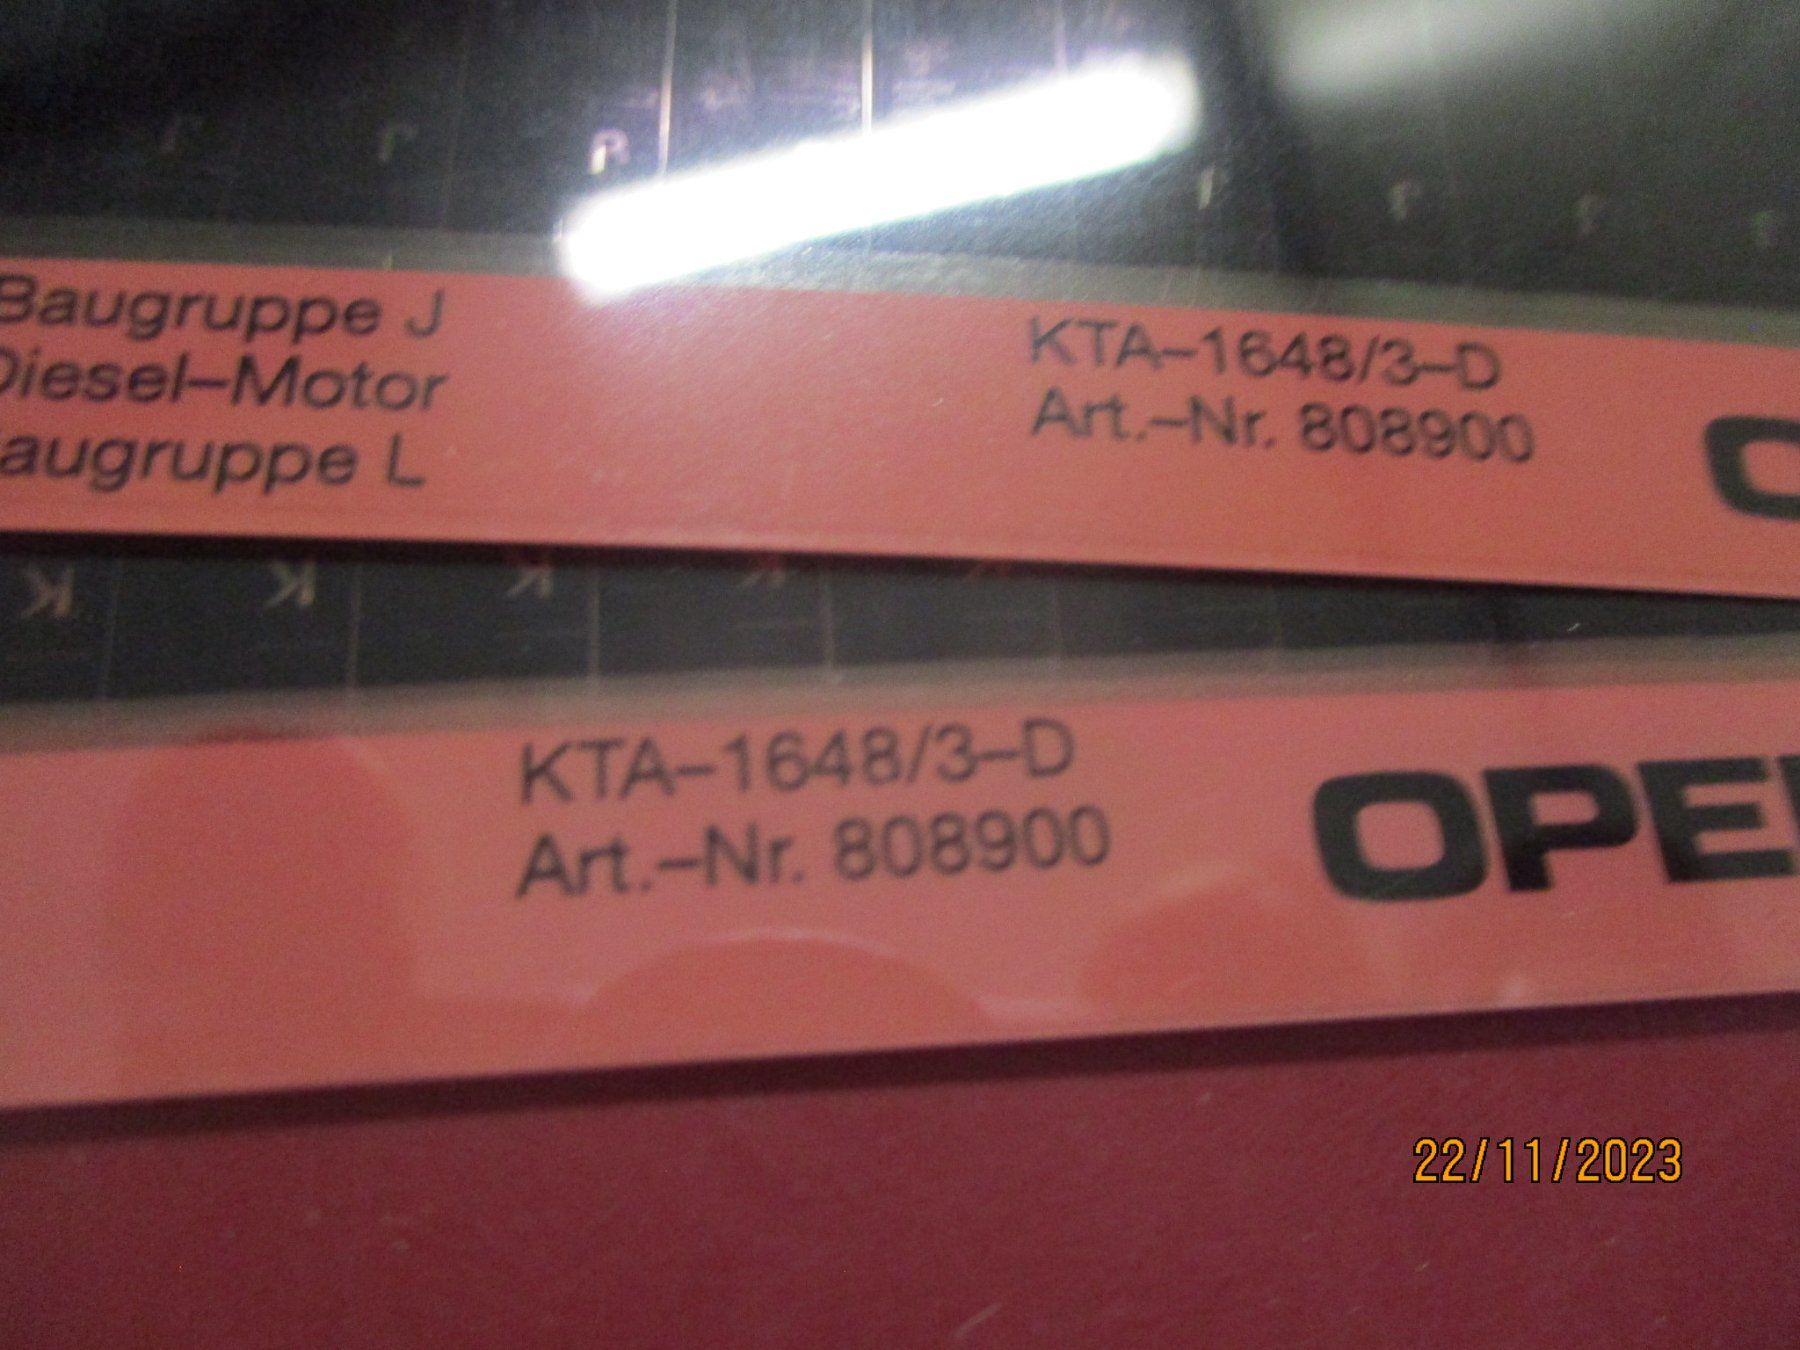 Baugruppe J
Diesel–Motor
Baugruppe L
KTA–1648/3–D
Art.–Nr. 808900
O
K K K K
KTA–1648/3–D
Art.–Nr. 808900
OPE
22/11/2023